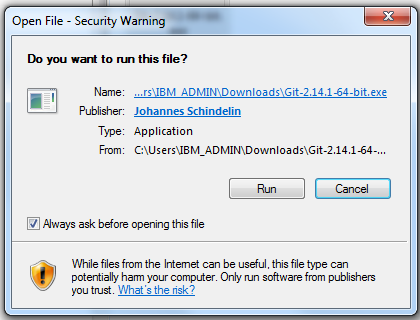 Open File - Security Warning
Do you want to run this file?
Name: ...rs\IBM_ADMIN\Downloads\Git-2.14.1-64-bit.exe
Publisher: Johannes Schindelin
Type: Application
From: C:\Users\IBM_ADMIN\Downloads\Git-2.14.1-64-...
Run Cancel
Always ask before opening this file
While files from the Internet can be useful, this file type can
potentially harm your computer. Only run software from publishers
you trust. What's the risk?